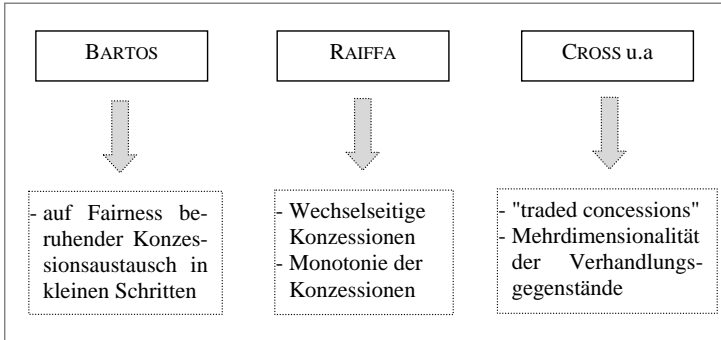 BARTOS
RAIFFA
CROSS u.a
- auf Fairness be-
ruhender Konzes-
sionsaustausch in
kleinen Schritten
- Wechselseitige
Konzessionen
- Monotonie der
Konzessionen
- "traded concessions"
- Mehrdimensionalität
der Verhandlungs-
gegenstände